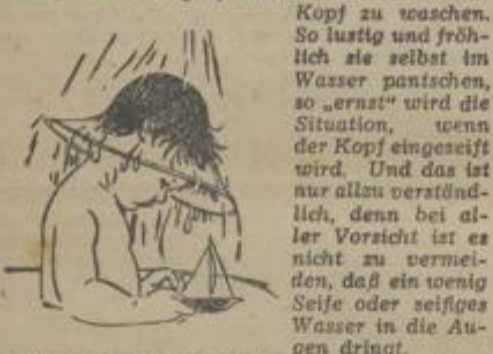 Kopf zu waschen.
So lustig und fröh-
lich sie selbst im
Wasser pantschen,
so „ernst" wird die
Situation, wenn
der Kopf eingeseift
wird. Und das ist
nur allzu verständ-
lich, denn bei al-
ler Vorsicht ist es
nicht zu vermei-
den, daß ein wenig
Seife oder seifiges
Wasser in die Au-
gen dringt.